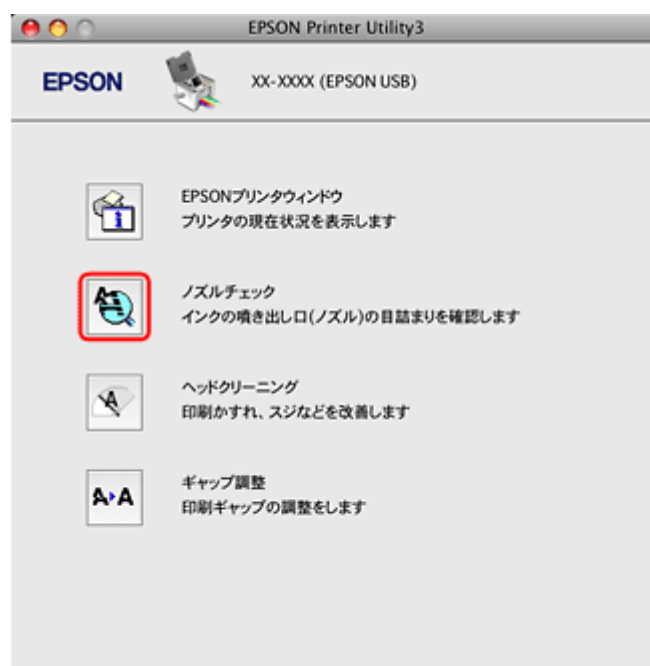 EPSON Printer Utility3
EPSON
XX-XXXX (EPSON USB)
EPSONプリンタウィンドウ
プリンタの現在状況を表示します
ノズルチェック
インクの噴き出し口(ノズル)の目詰まりを確認します
ヘッドクリーニング
印刷かすれ、スジなどを改善します
ギャップ調整
印刷ギャップの調整をします